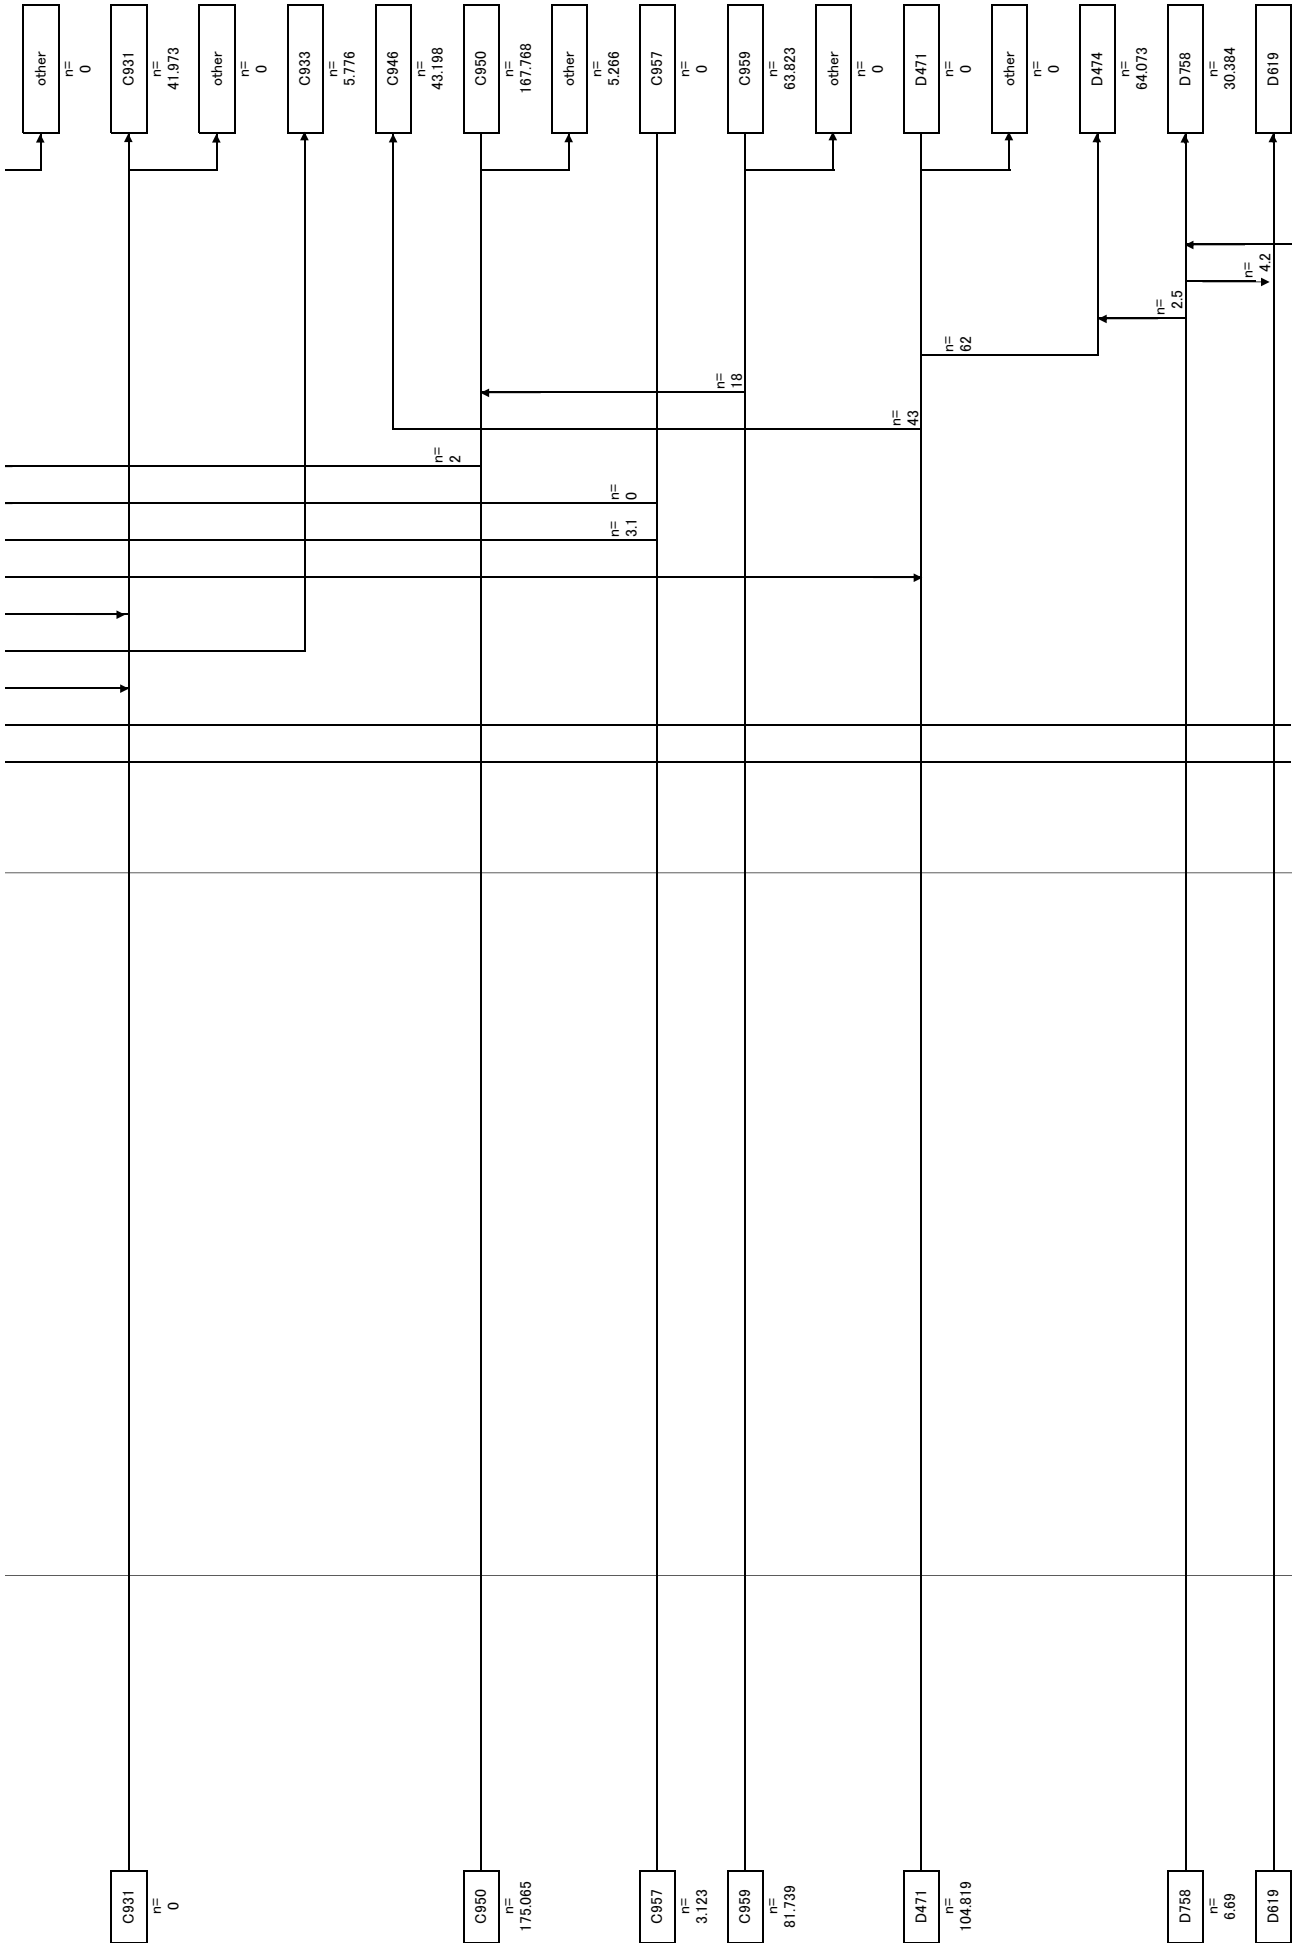 other
n=
0
C931
n=
41.973
other
n=
0
C933
n=
5.776
C946
n=
43.198
C950
n=
167.768
other
n=
5.266
C957
n=
0
C959
n=
63.823
other
n=
0
D471
n=
0
other
n=
0
D474
n=
64.073
D758
n=
30.384
D619
n=
4.2
n=
2.5
n=
62
n=
18
n=
43
n=
2
n=
0
n=
3.1
C931
n=
0
C950
n=
175.065
C957
n=
3.123
C959
n=
81.739
D471
n=
104.819
D758
n=
6.69
D619